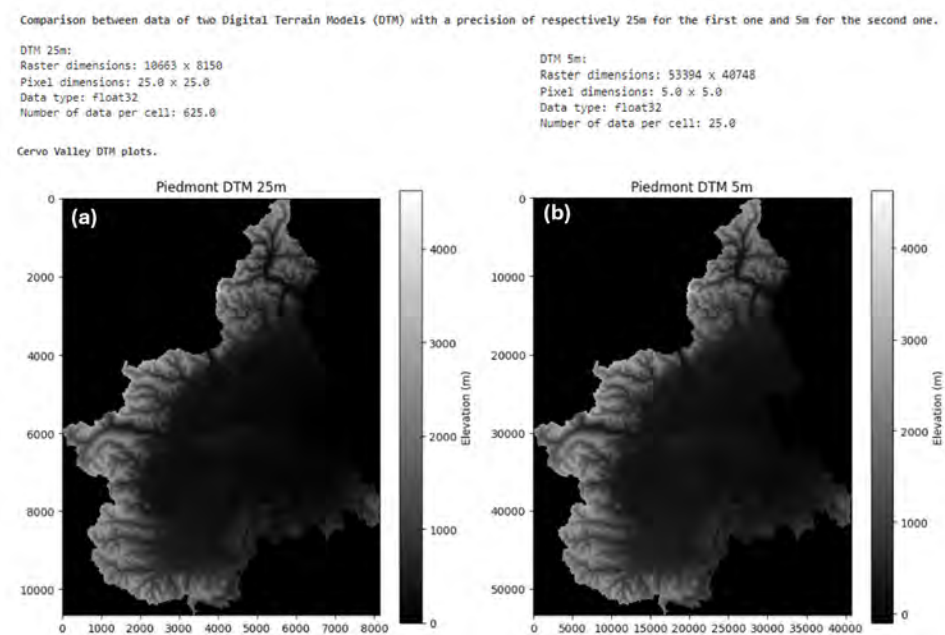 Comparison between data of two Digital Terrain Models (DTM) with a precision of respectively 25m for the first one and 5m for the second one.
DTM 25m:
Raster dimensions: 10663 x 8150
Pixel dimensions: 25.0 x 25.0
Data type: float32
Number of data per cell: 625.0
DTM 5m:
Raster dimensions: 53394 x 40748
Pixel dimensions: 5.0 x 5.0
Data type: float32
Number of data per cell: 25.0
Cervo Valley DTM plots.
Piedmont DTM 25m
(a)
0
2000
4000
6000
8000
10000
0 1000 2000 3000 4000 5000 6000 7000 8000
4000
3000
2000
1000
0
Elevation (m)
Piedmont DTM 5m
(b)
0
10000
20000
30000
40000
50000
0 5000 10000 15000 20000 25000 30000 35000 40000
4000
3000
2000
1000
0
Elevation (m)